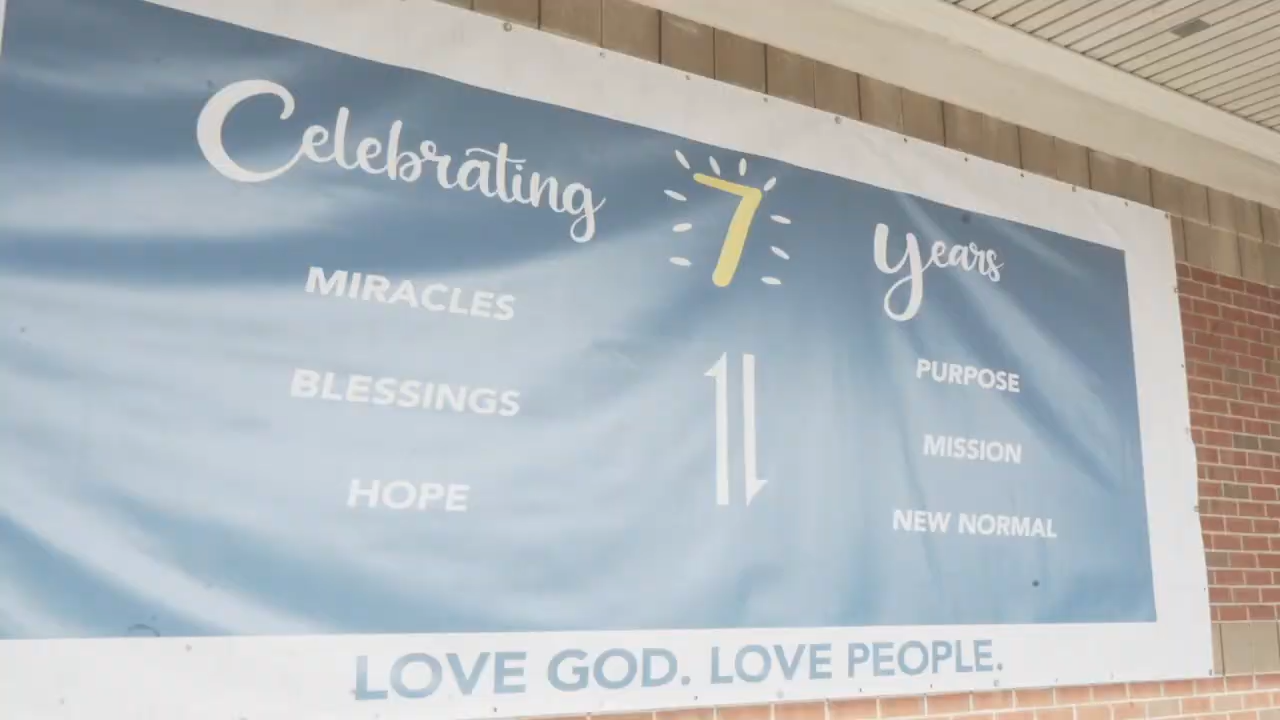 Celebrating 7 Years
MIRACLES
BLESSINGS
HOPE
PURPOSE
MISSION
NEW NORMAL
LOVE GOD. LOVE PEOPLE.